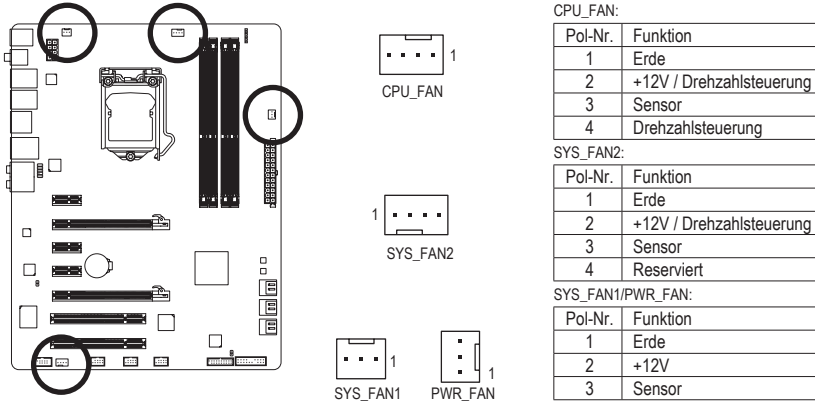 1
CPU_FAN
1
SYS_FAN2
1
SYS_FAN1
1
PWR_FAN
CPU_FAN:
Pol-Nr. Funktion
1 Erde
2 +12V / Drehzahlsteuerung
3 Sensor
4 Drehzahlsteuerung
SYS_FAN2:
Pol-Nr. Funktion
1 Erde
2 +12V / Drehzahlsteuerung
3 Sensor
4 Reserviert
SYS_FAN1/PWR_FAN:
Pol-Nr. Funktion
1 Erde
2 +12V
3 Sensor